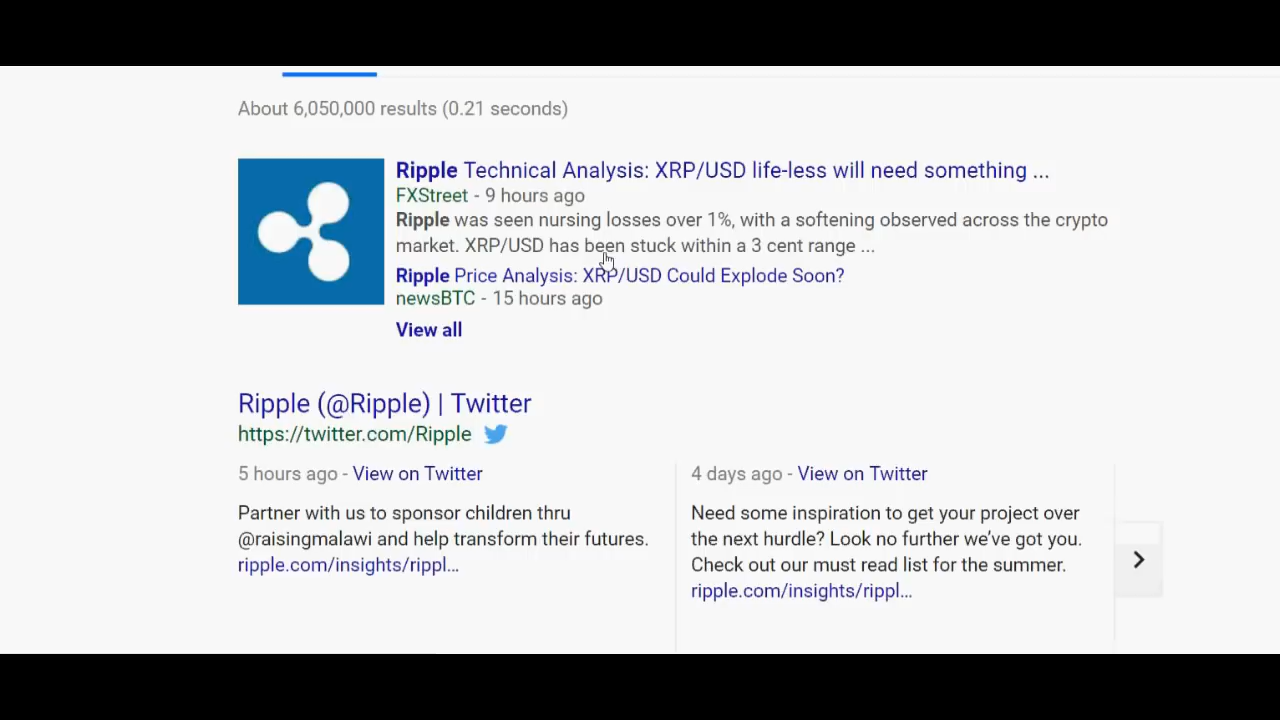 About 6,050,000 results (0.21 seconds)
Ripple Technical Analysis: XRP/USD life-less will need something ...
FXStreet - 9 hours ago
Ripple was seen nursing losses over 1%, with a softening observed across the crypto
market. XRP/USD has been stuck within a 3 cent range ...
Ripple Price Analysis: XRP/USD Could Explode Soon?
newsBTC - 15 hours ago
View all
Ripple (@Ripple) | Twitter
https://twitter.com/Ripple
5 hours ago - View on Twitter
Partner with us to sponsor children thru
@raisingmalawi and help transform their futures.
ripple.com/insights/rippl...
4 days ago - View on Twitter
Need some inspiration to get your project over
the next hurdle? Look no further we've got you.
Check out our must read list for the summer.
ripple.com/insights/rippl...